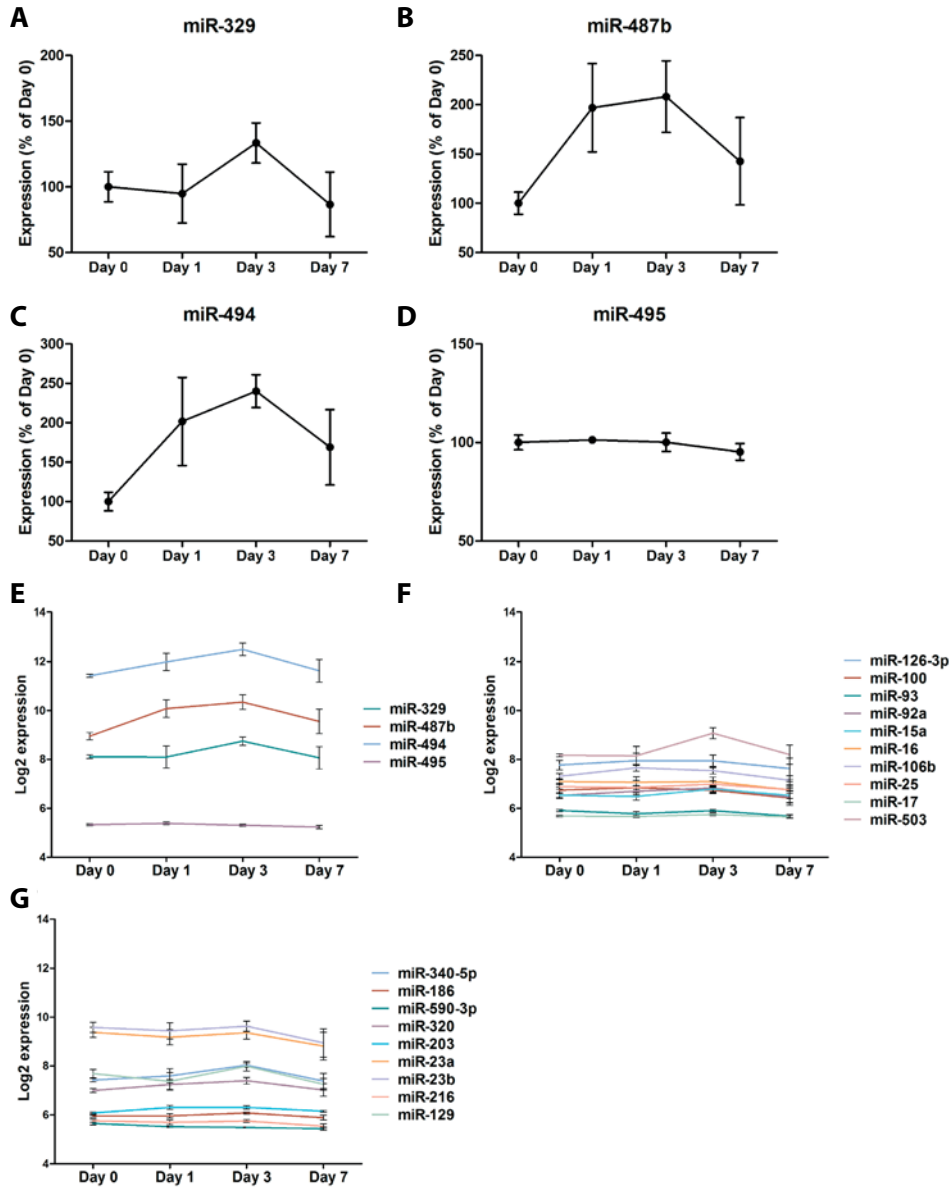 A
miR-329
Expression (% of Day 0)
200
150
100
50
Day 0 Day 1 Day 3 Day 7
B
miR-487b
Expression (% of Day 0)
250
200
150
100
50
Day 0 Day 1 Day 3 Day 7
C
miR-494
Expression (% of Day 0)
300
250
200
150
100
50
Day 0 Day 1 Day 3 Day 7
D
miR-495
Expression (% of Day 0)
150
100
50
Day 0 Day 1 Day 3 Day 7
E
Log2 expression
14
12
10
8
6
4
Day 0 Day 1 Day 3 Day 7
miR-329
miR-487b
miR-494
miR-495
F
Log2 expression
14
12
10
8
6
4
Day 0 Day 1 Day 3 Day 7
miR-126-3p
miR-100
miR-93
miR-92a
miR-15a
miR-16
miR-106b
miR-25
miR-17
miR-503
G
Log2 expression
14
12
10
8
6
4
Day 0 Day 1 Day 3 Day 7
miR-340-5p
miR-186
miR-590-3p
miR-320
miR-203
miR-23a
miR-23b
miR-216
miR-129